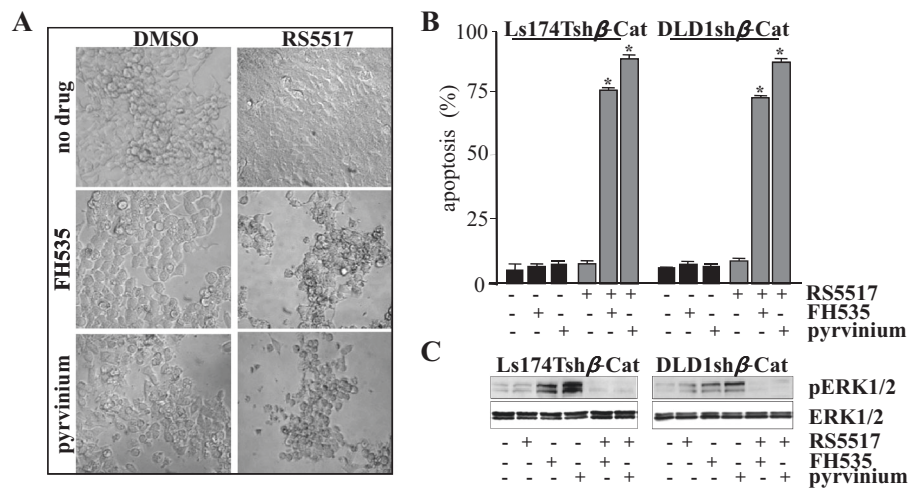 A
DMSO RS5517
no drug
FH535
pyrvinium
B
Ls174Tsh𝛽-Cat DLD1sh𝛽-Cat
apoptosis (%)
100
75
50
25
0
* * * *
- - - + + + - - - + + + RS5517
- + - - + - - + - - + - FH535
- - + - - + - - + - - + pyrvinium
C
Ls174Tsh𝛽-Cat DLD1sh𝛽-Cat
pERK1/2
ERK1/2
- + - - + + - + - - + + RS5517
- - + - + - - - + - + - FH535
- - - + - + - - - + - + pyrvinium